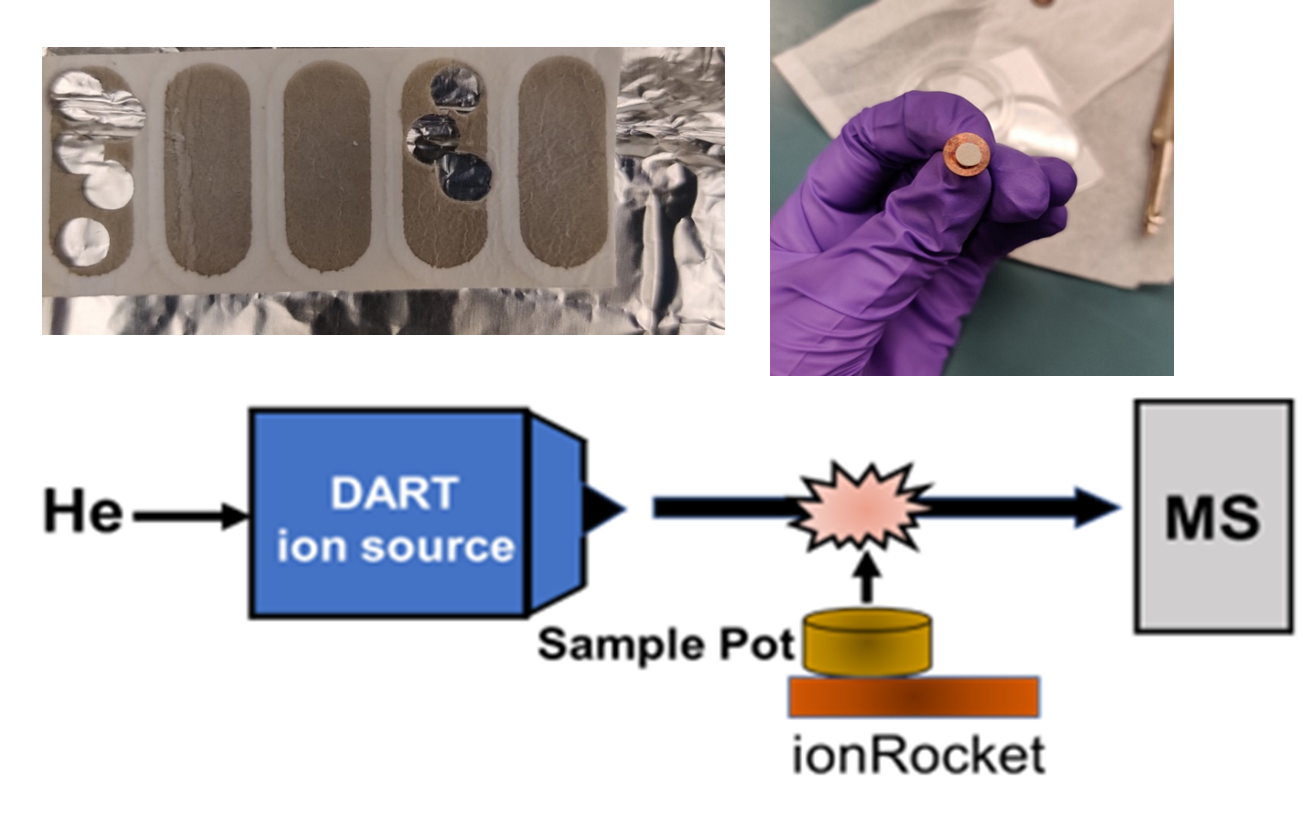 He
DART
ion source
MS
Sample Pot
ionRocket